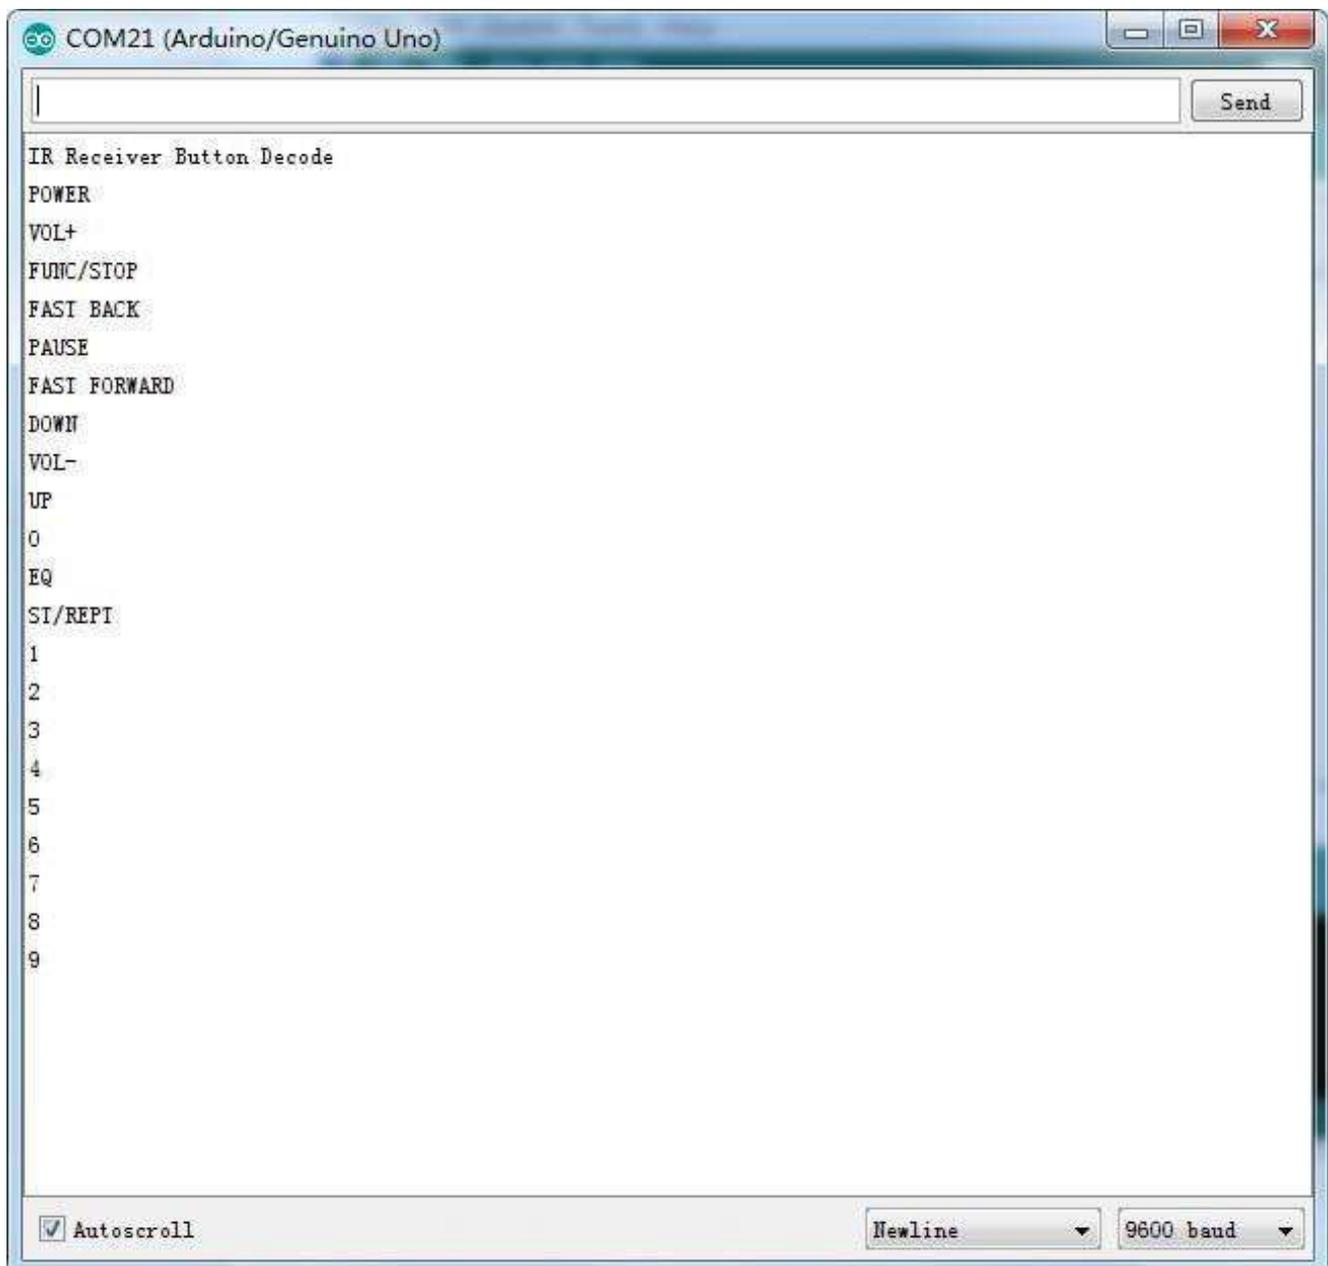 COM21 (Arduino/Genuino Uno)
Send
IR Receiver Button Decode
POWER
VOL+
FUNC/STOP
FAST BACK
PAUSE
FAST FORWARD
DOWN
VOL-
UP
0
EQ
ST/REPT
1
2
3
4
5
6
7
8
9
Autoscroll
Newline
9600 baud